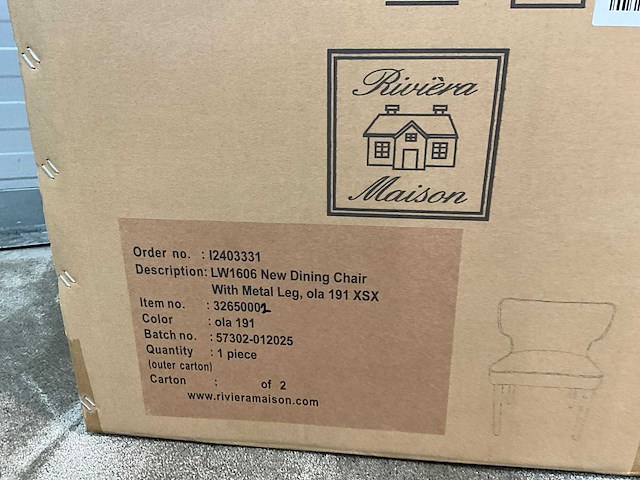 Rivièra
Maison
Order no. : I2403331
Description: LW1606 New Dining Chair
With Metal Leg, ola 191 XSX
Item no. : 32650001
Color : ola 191
Batch no. : 57302-012025
Quantity : 1 piece
(outer carton)
Carton : of 2
www.rivieramaison.com